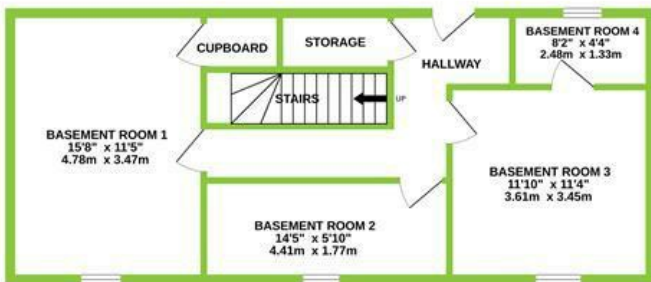 CUPBOARD
STORAGE
HALLWAY
BASEMENT ROOM 4
8'2" x 4'4"
2.48m x 1.33m
STAIRS
UP
BASEMENT ROOM 1
15'8" x 11'5"
4.78m x 3.47m
BASEMENT ROOM 3
11'10" x 11'4"
3.61m x 3.45m
BASEMENT ROOM 2
14'5" x 5'10"
4.41m x 1.77m